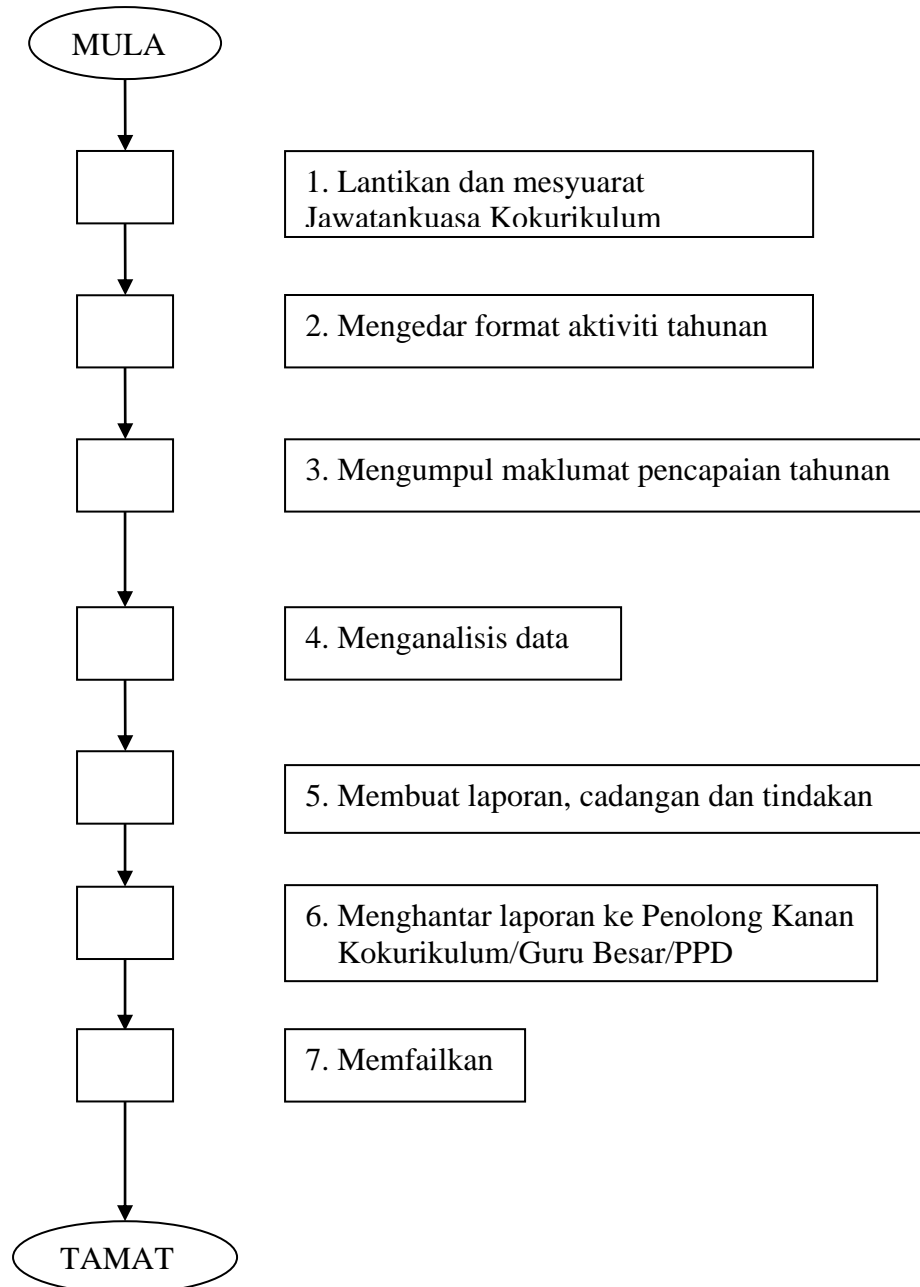 MULA
1. Lantikan dan mesyuarat
Jawatankuasa Kokurikulum
2. Mengedar format aktiviti tahunan
3. Mengumpul maklumat pencapaian tahunan
4. Menganalisis data
5. Membuat laporan, cadangan dan tindakan
6. Menghantar laporan ke Penolong Kanan
Kokurikulum/Guru Besar/PPD
7. Memfailkan
TAMAT